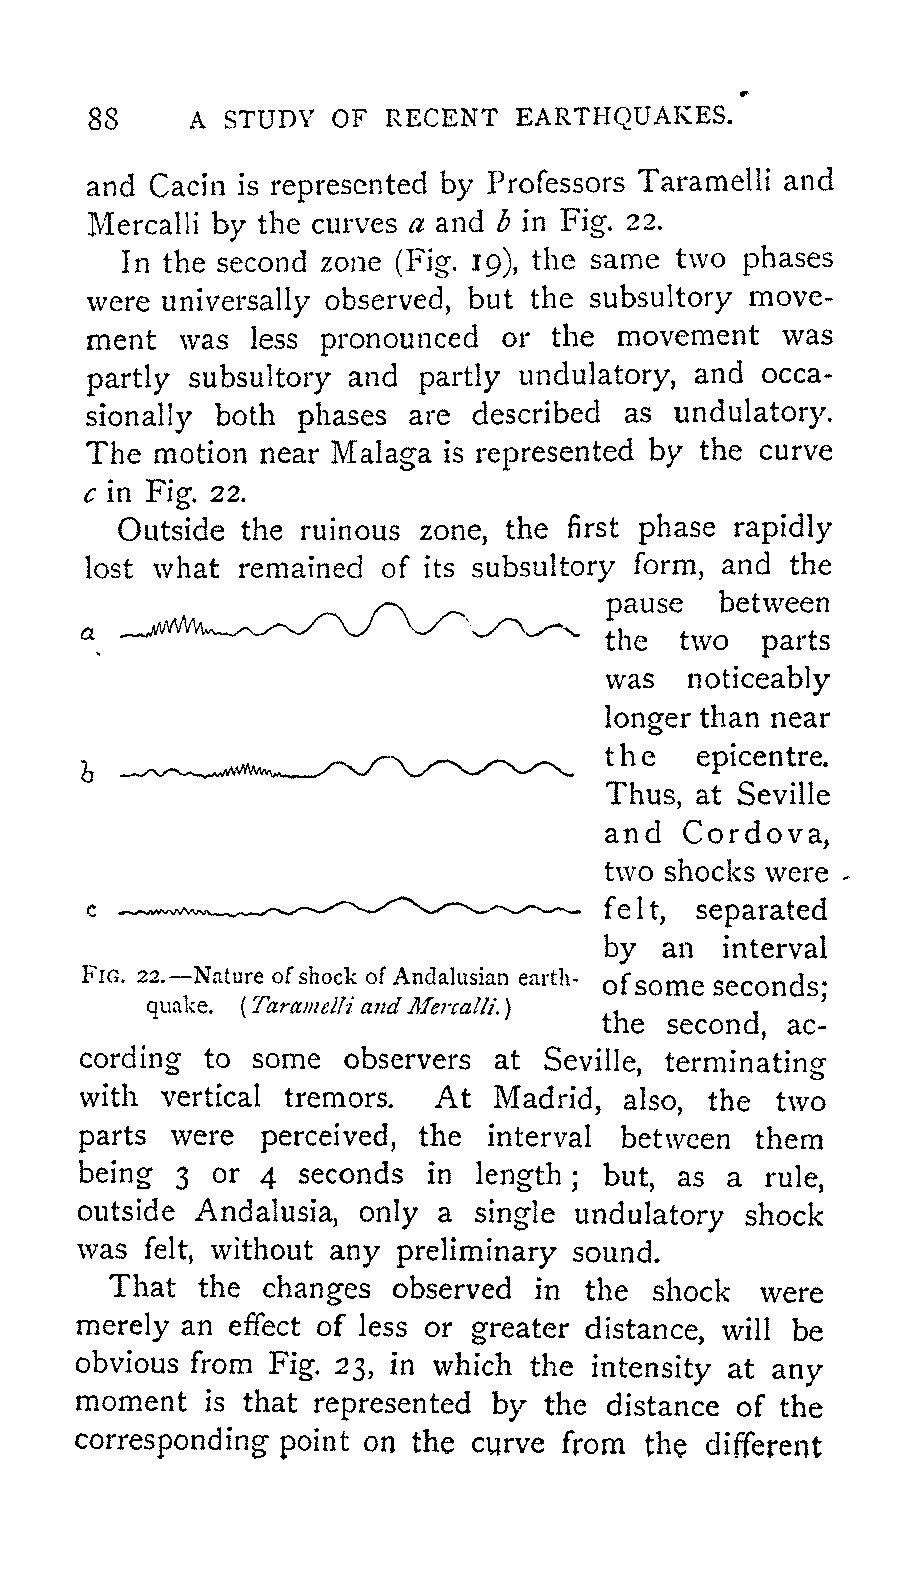 88 A STUDY OF RECENT EARTHQUAKES.
and Cacin is represented by Professors Taramelli and
Mercalli by the curves a and b in Fig. 22.
In the second zone (Fig. 19), the same two phases
were universally observed, but the subsultory move-
ment was less pronounced or the movement was
partly subsultory and partly undulatory, and occa-
sionally both phases are described as undulatory.
The motion near Malaga is represented by the curve
c in Fig. 22.
Outside the ruinous zone, the first phase rapidly
lost what remained of its subsultory form, and the
pause between
the two parts
was noticeably
longer than near
the epicentre.
Thus, at Seville
and Cordova,
two shocks were
felt, separated
by an interval
of some seconds;
the second, ac-
a
b
c
FIG. 22.—Nature of shock of Andalusian earth-
quake. (Taramelli and Mercalli.)
cording to some observers at Seville, terminating
with vertical tremors. At Madrid, also, the two
parts were perceived, the interval between them
being 3 or 4 seconds in length; but, as a rule,
outside Andalusia, only a single undulatory shock
was felt, without any preliminary sound.
That the changes observed in the shock were
merely an effect of less or greater distance, will be
obvious from Fig. 23, in which the intensity at any
moment is that represented by the distance of the
corresponding point on the curve from the different